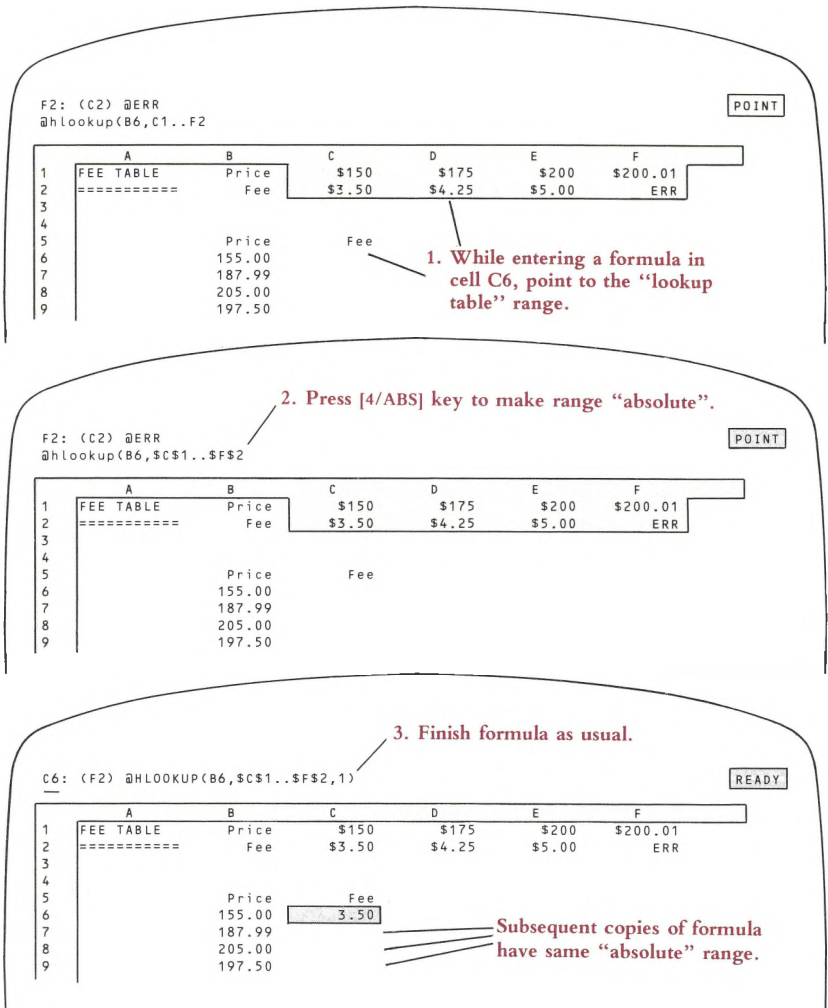 F2: (C2) @ERR
POINT
@hlookup(B6,C1..F2
A B C D E F
1 FEE TABLE Price $150 $175 $200 $200.01
2 =========== Fee $3.50 $4.25 $5.00 ERR
3
4
5 Price Fee
6 155.00
7 187.99
8 205.00
9 197.50
1. While entering a formula in
cell C6, point to the “lookup
table” range.
2. Press [4/ABS] key to make range “absolute”.
F2: (C2) @ERR
POINT
@hlookup(B6,$C$1..$F$2
A B C D E F
1 FEE TABLE Price $150 $175 $200 $200.01
2 =========== Fee $3.50 $4.25 $5.00 ERR
3
4
5 Price Fee
6 155.00
7 187.99
8 205.00
9 197.50
3. Finish formula as usual.
C6: (F2) @HLOOKUP(B6,$C$1..$F$2,1)
READY
A B C D E F
1 FEE TABLE Price $150 $175 $200 $200.01
2 =========== Fee $3.50 $4.25 $5.00 ERR
3
4
5 Price Fee
6 155.00 3.50
7 187.99
8 205.00
9 197.50
Subsequent copies of formula
have same “absolute” range.